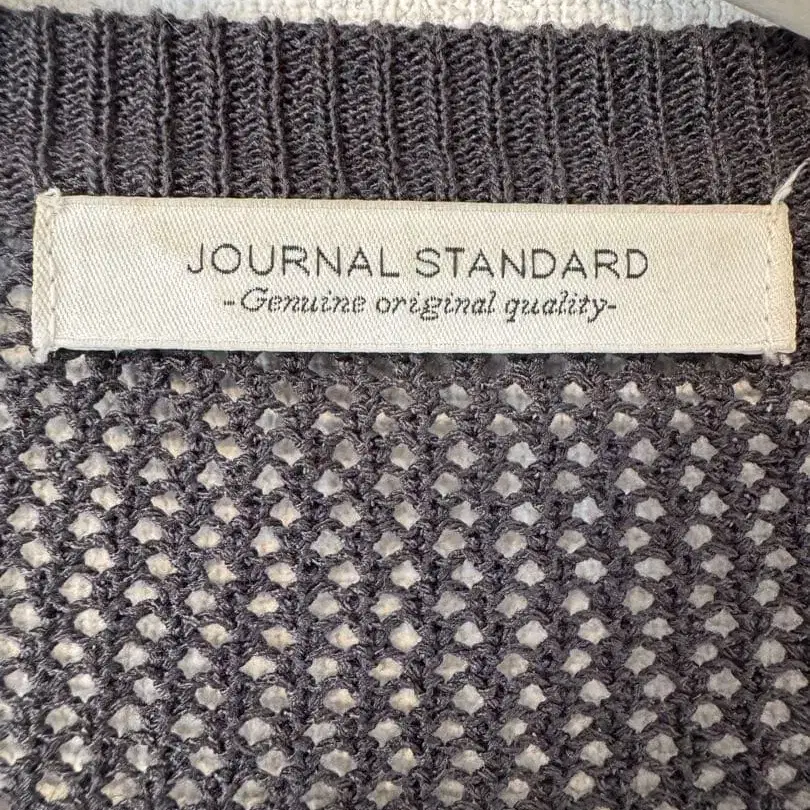 JOURNAL STANDARD
-Genuine original quality-